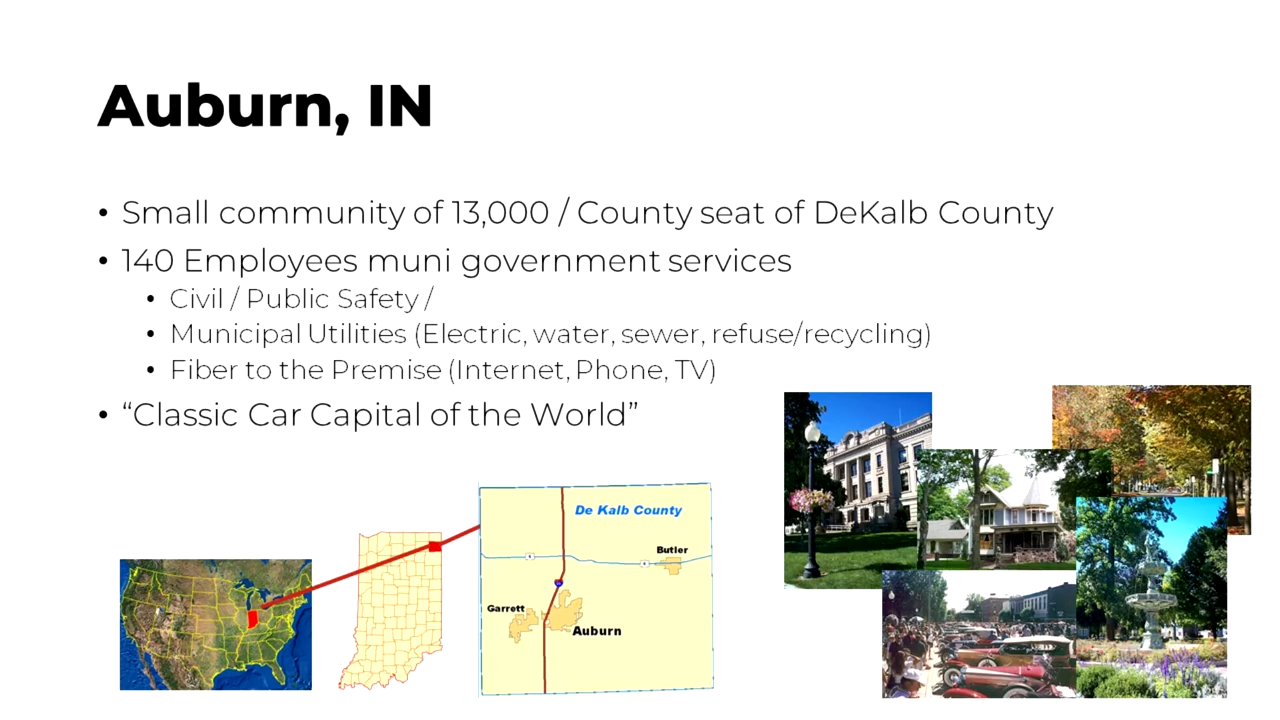 Auburn, IN
• Small community of 13,000 / County seat of DeKalb County
• 140 Employees muni government services
• Civil / Public Safety /
• Municipal Utilities (Electric, water, sewer, refuse/recycling)
• Fiber to the Premise (Internet, Phone, TV)
• “Classic Car Capital of the World”
De Kalb County
Butler
Garrett
Auburn